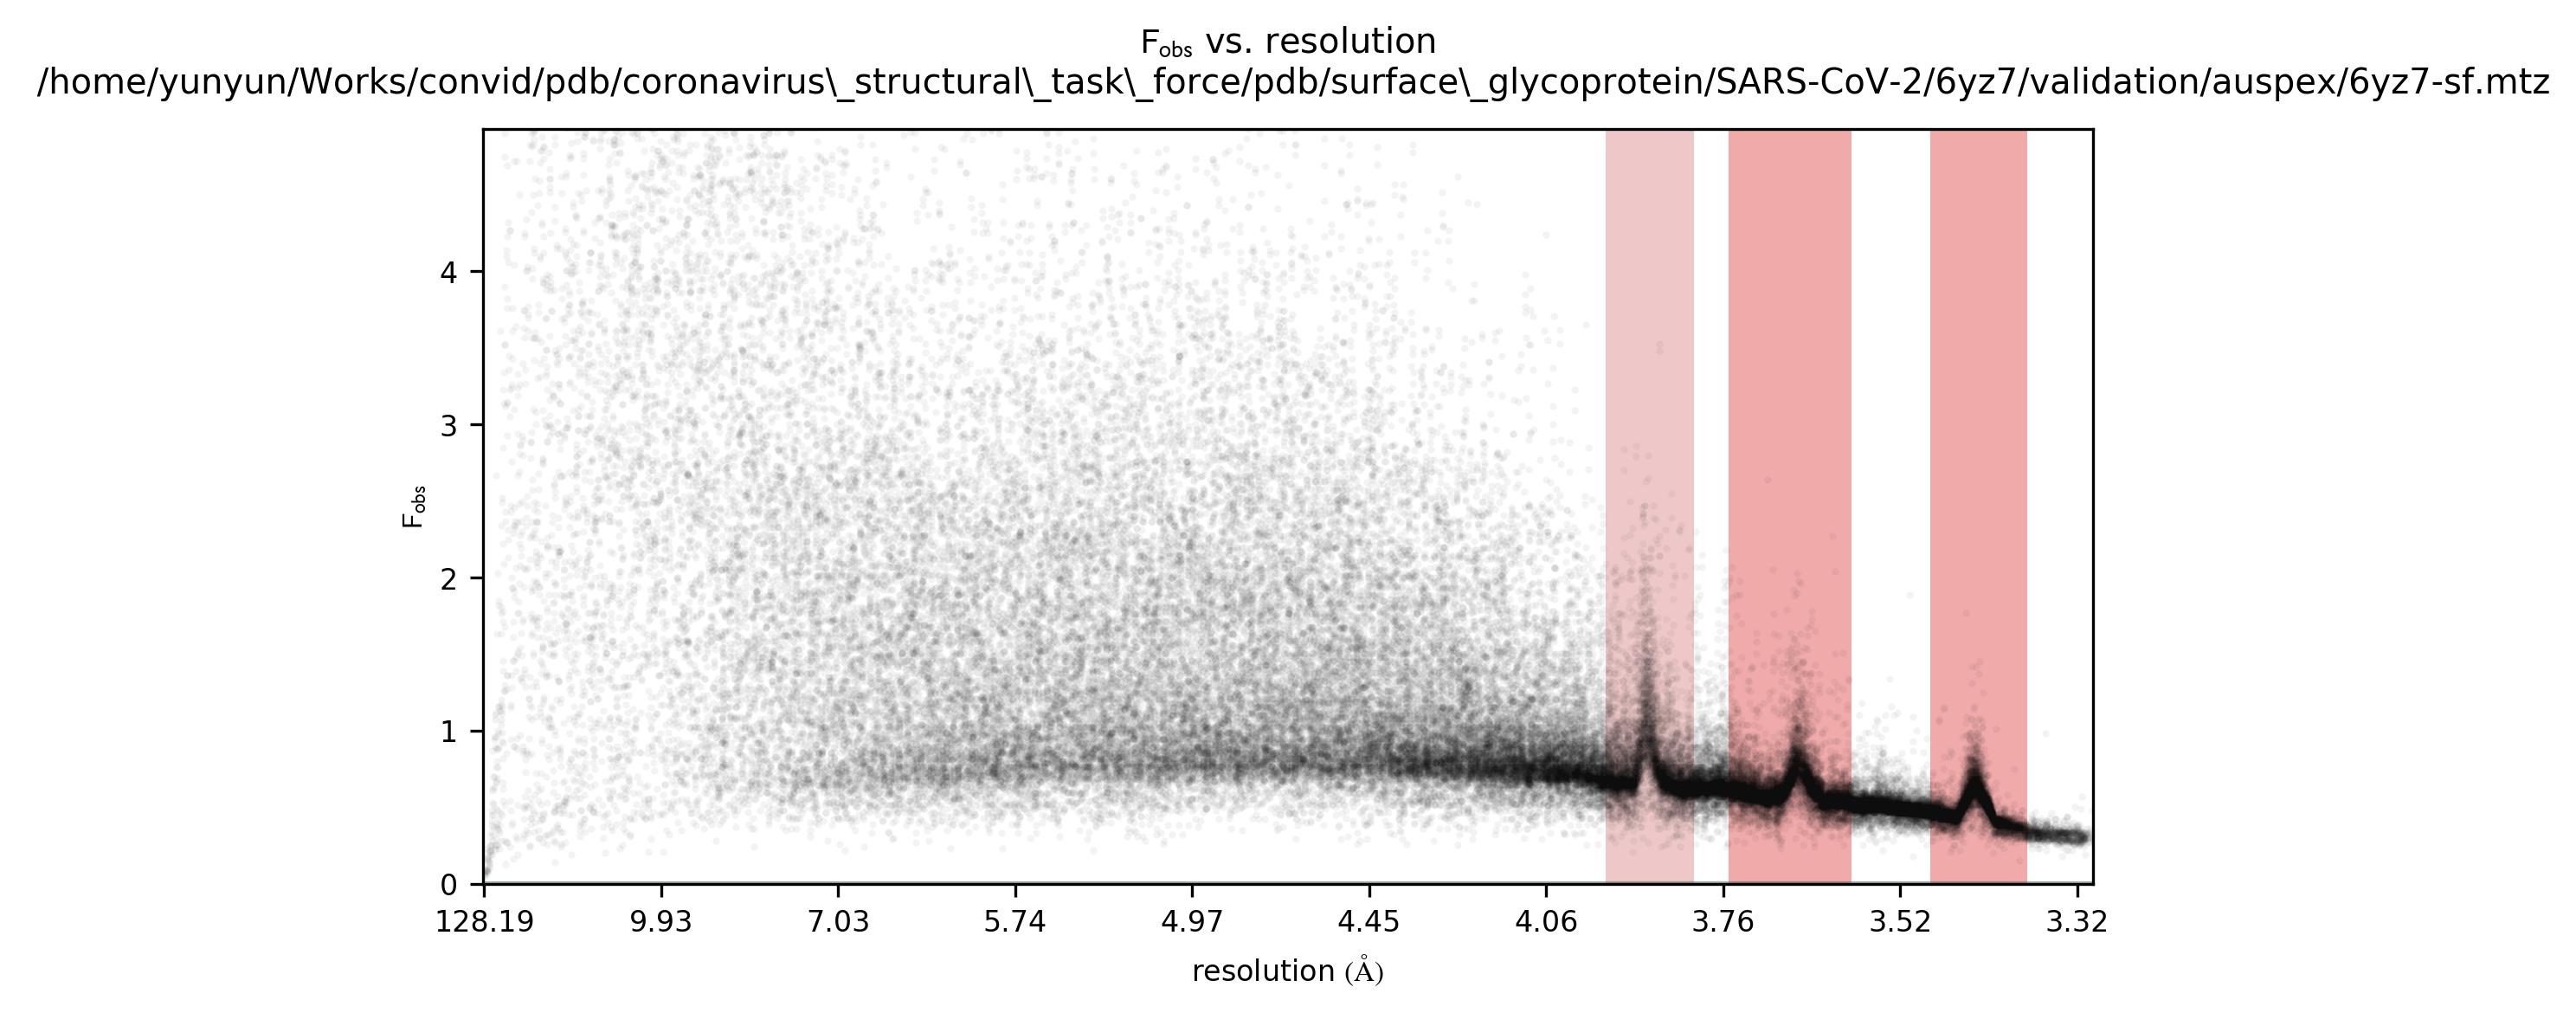 Fobs vs. resolution
/home/yunyun/Works/convid/pdb/coronavirus\_structural\_task\_force/pdb/surface\_glycoprotein/SARS-CoV-2/6yz7/validation/auspex/6yz7-sf.mtz
4
3
Fobs
2
1
0
128.19 9.93 7.03 5.74 4.97 4.45 4.06 3.76 3.52 3.32
resolution (Å)